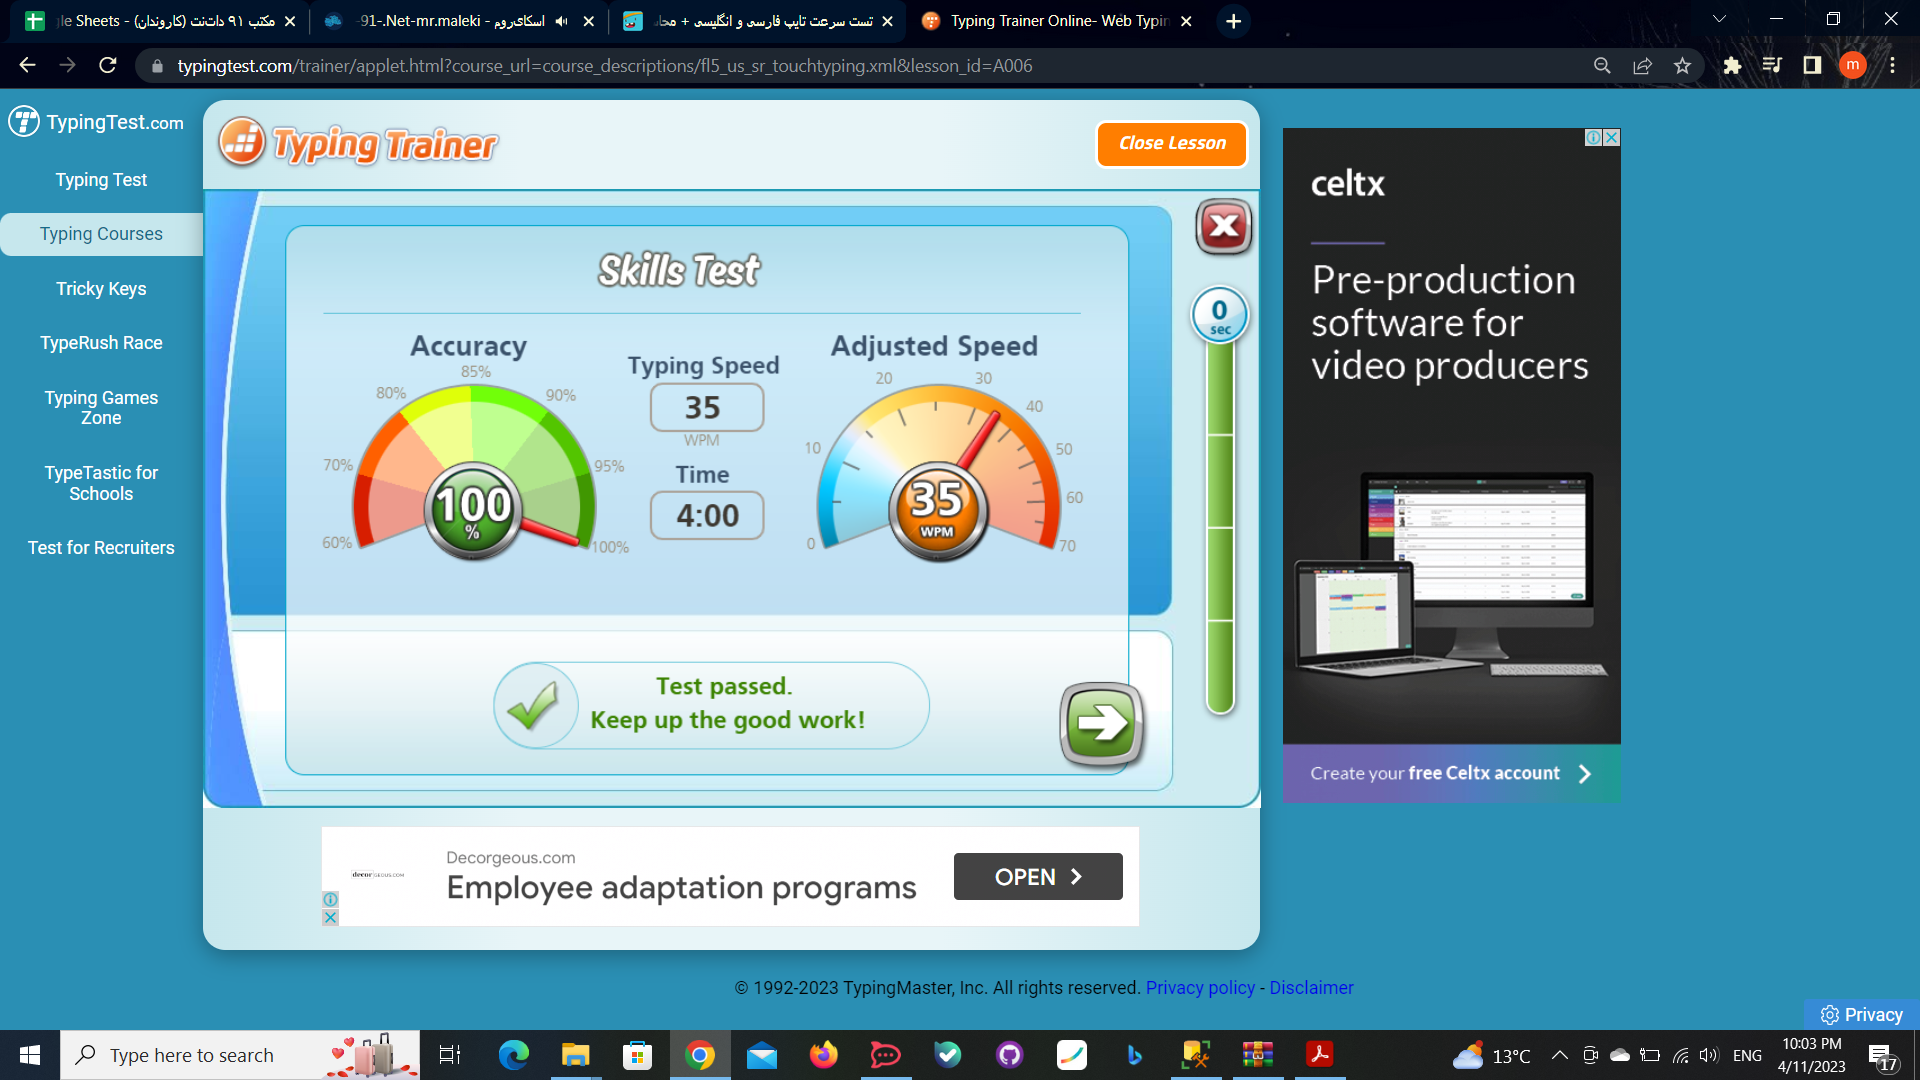 مکتب ۹۱ دات‌نت (کاروندان) - gle Sheets
اسکای‌روم - 91-.Net-mr.maleki
تست سرعت تایپ فارسی و انگلیسی + محا
Typing Trainer Online- Web Typin
typingtest.com/trainer/applet.html?course_url=course_descriptions/fl5_us_sr_touchtyping.xml&lesson_id=A006
m
TypingTest.com
Typing Test
Typing Courses
Tricky Keys
TypeRush Race
Typing Games
Zone
TypeTastic for
Schools
Test for Recruiters
Typing Trainer
Close Lesson
Skills Test
0
sec
Accuracy
60%
70%
80%
85%
90%
95%
100%
100
%
Typing Speed
35
WPM
Time
4:00
Adjusted Speed
0
10
20
30
40
50
60
70
35
WPM
Test passed.
Keep up the good work!
celtx
Pre-production
software for
video producers
Create your free Celtx account
decorgeous.com
Decorgeous.com
Employee adaptation programs
OPEN
© 1992-2023 TypingMaster, Inc. All rights reserved. Privacy policy - Disclaimer
Privacy
Type here to search
13°C
ENG
10:03 PM
4/11/2023
17